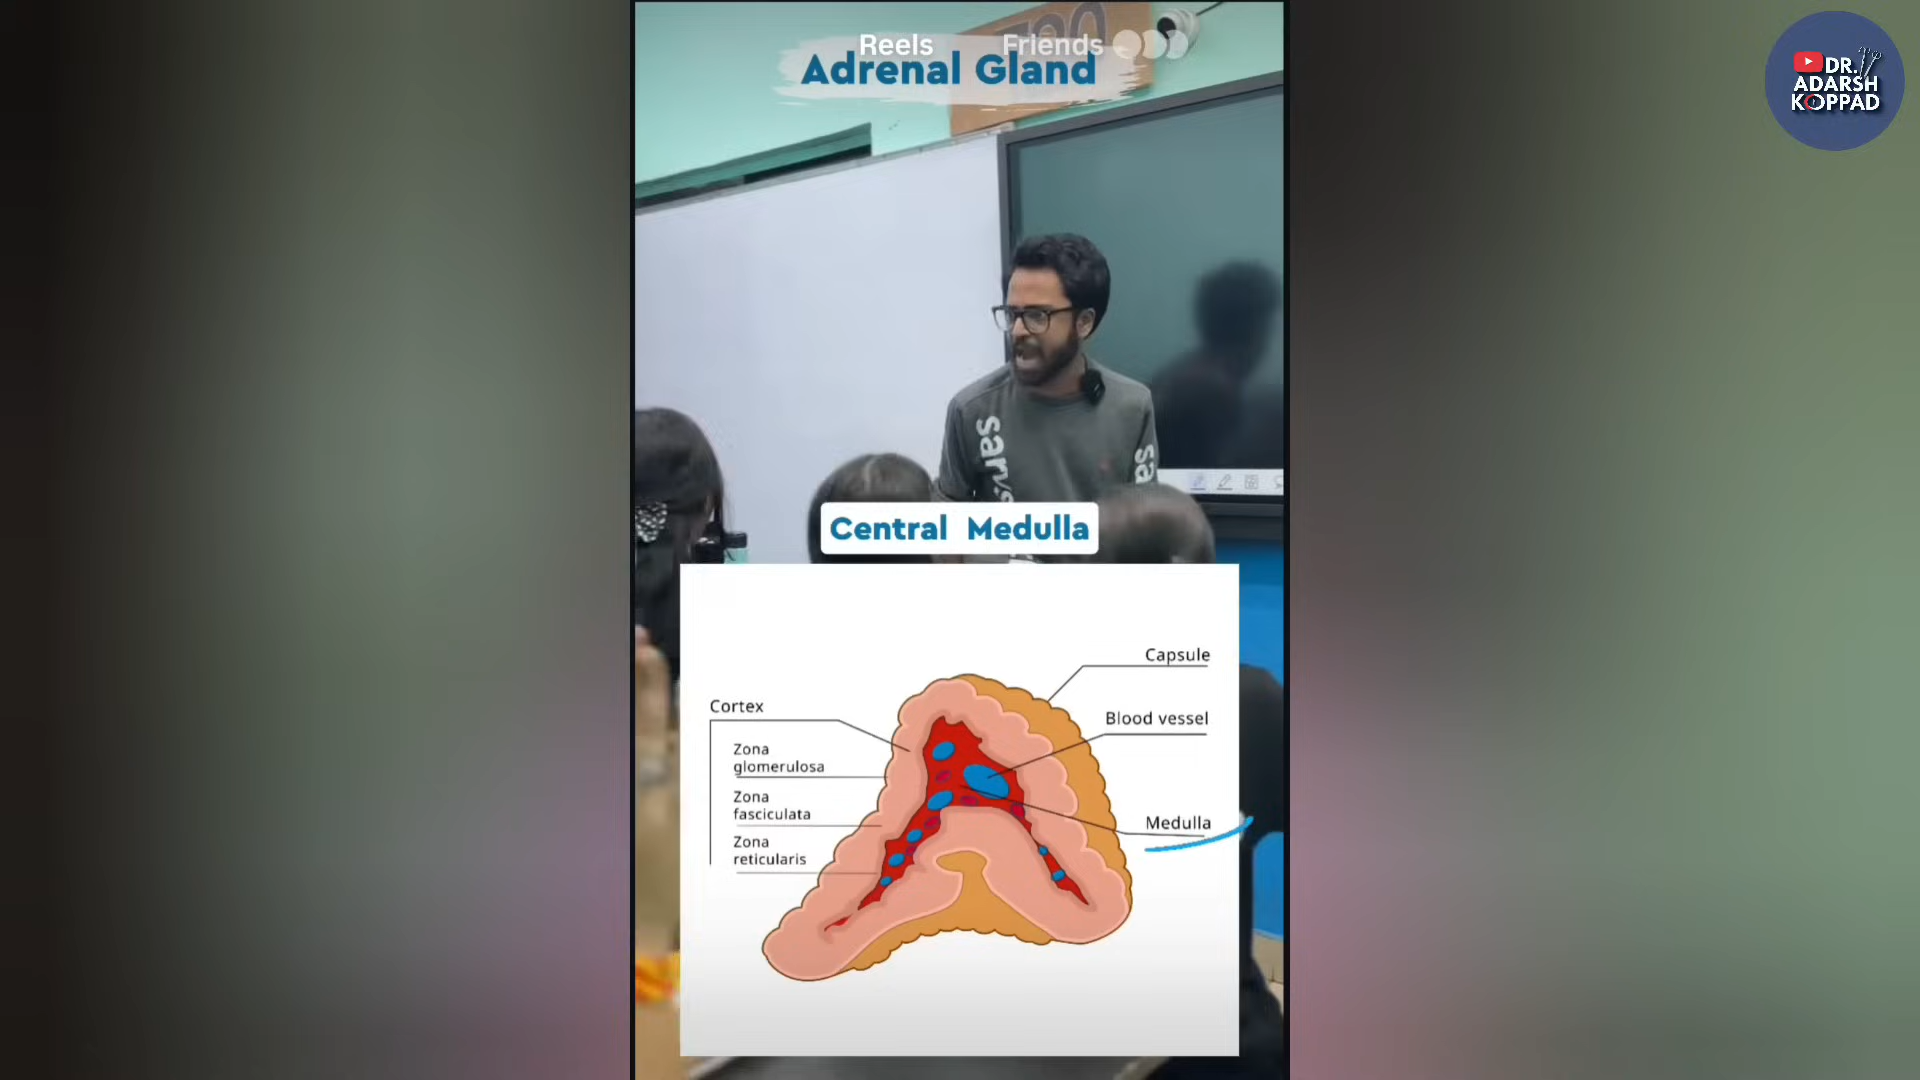 Reels Friends
Adrenal Gland
DR.
ADARSH
KOPPAD
Central Medulla
Capsule
Cortex
Blood vessel
Zona
glomerulosa
Zona
fasciculata
Medulla
Zona
reticularis